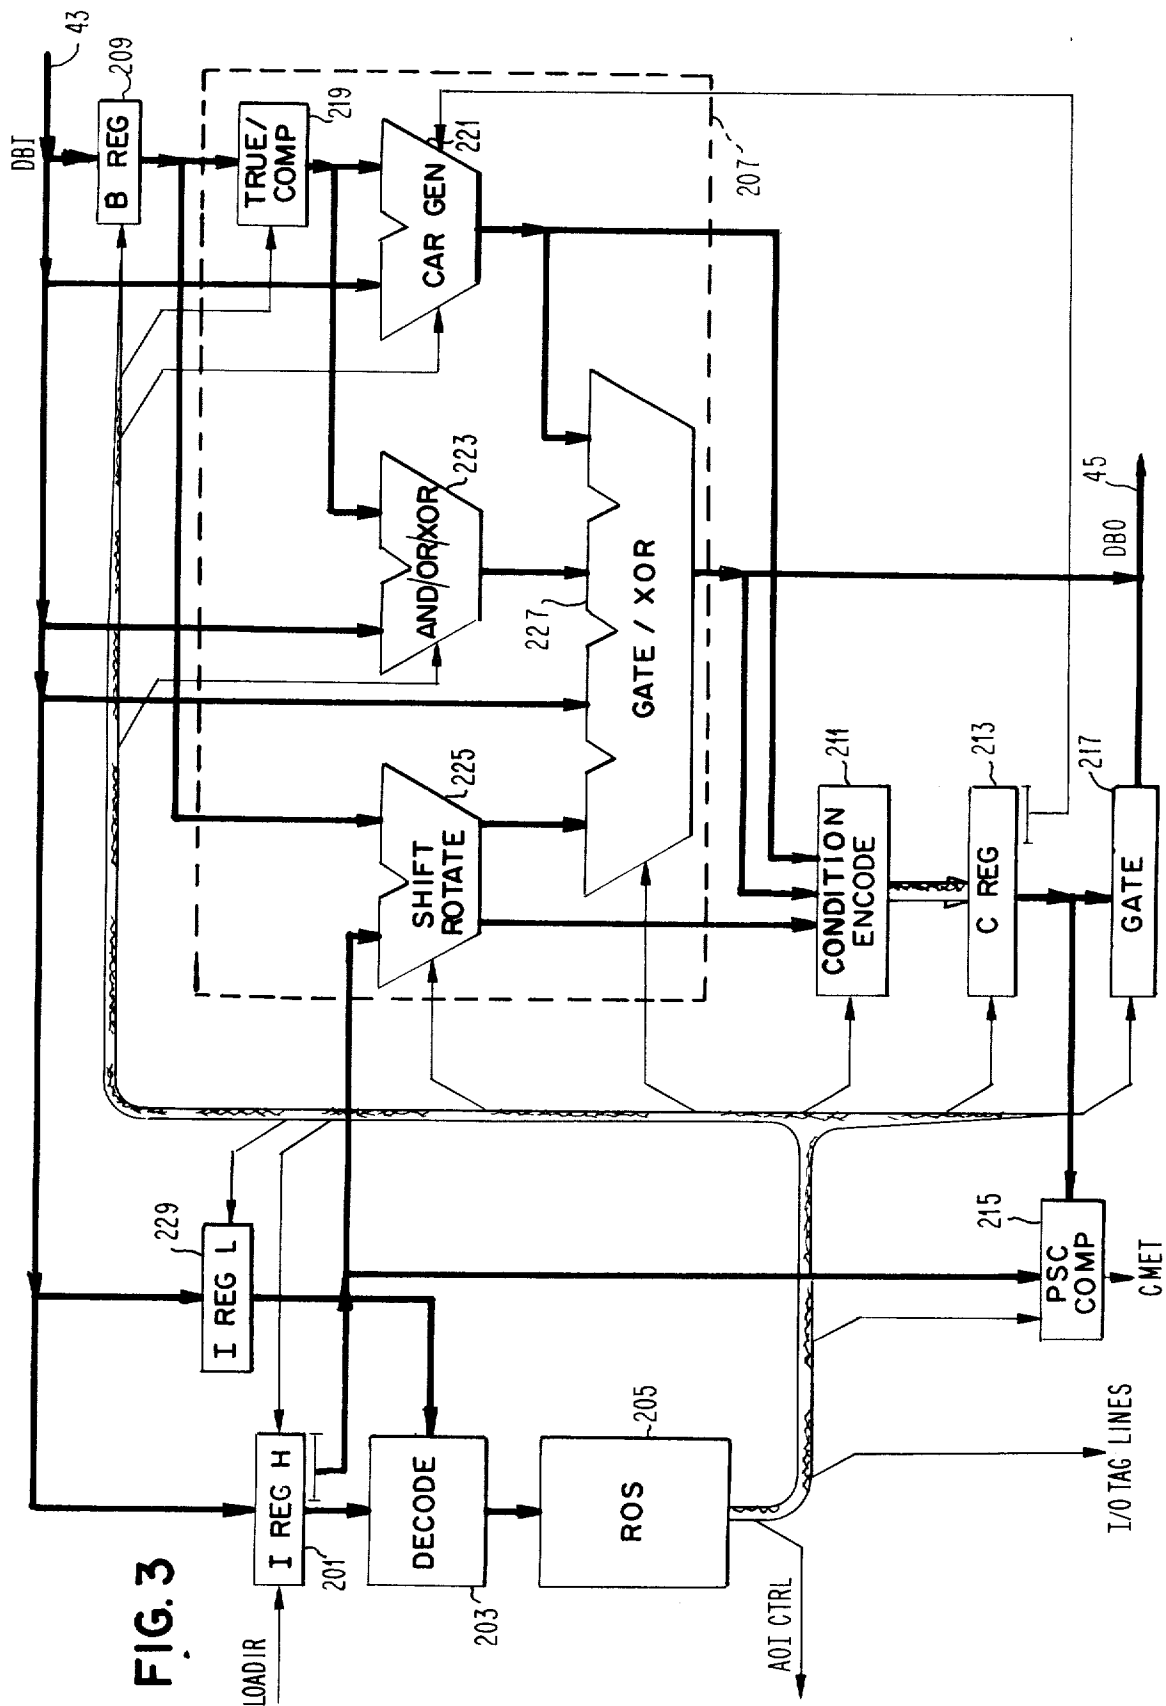 FIG. 3
DBI
43
B REG
209
TRUE/
COMP
219
CAR GEN
221
207
AND/OR/XOR
223
SHIFT
ROTATE
225
GATE / XOR
227
I REG L
229
I REG H
201
LOADIR
DECODE
203
ROS
205
AOI CTRL
I/O TAG LINES
PSC
COMP
215
CMET
CONDITION
ENCODE
211
C REG
213
GATE
217
DBO
45